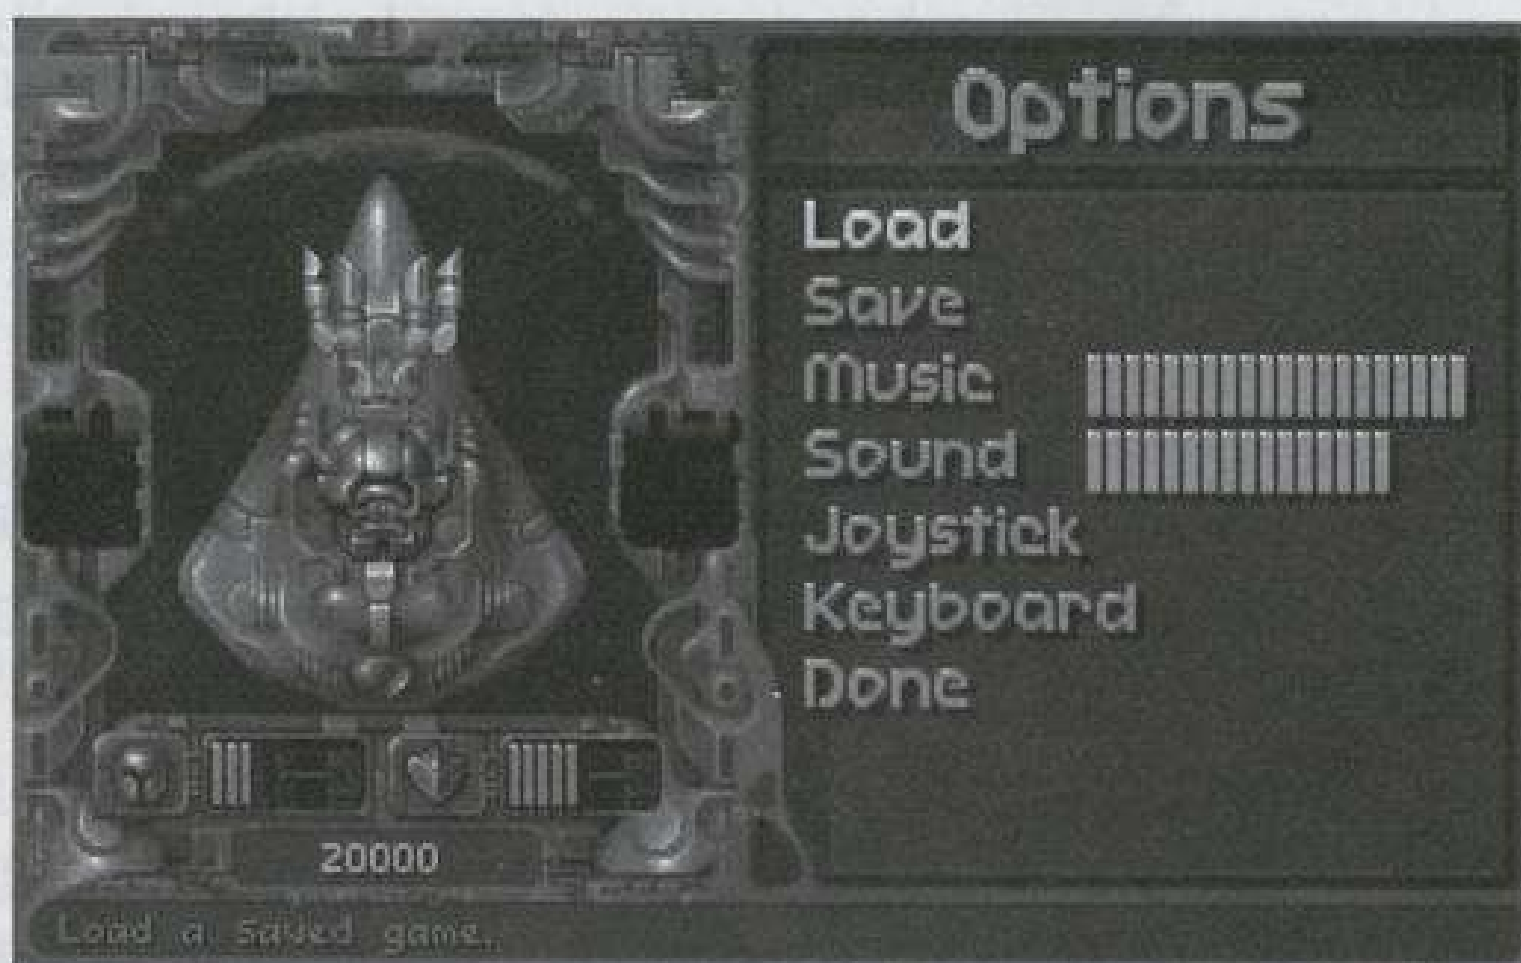 Options
Load
Save
Music
Sound
Joystick
Keyboard
Done
20000
Load a saved game.